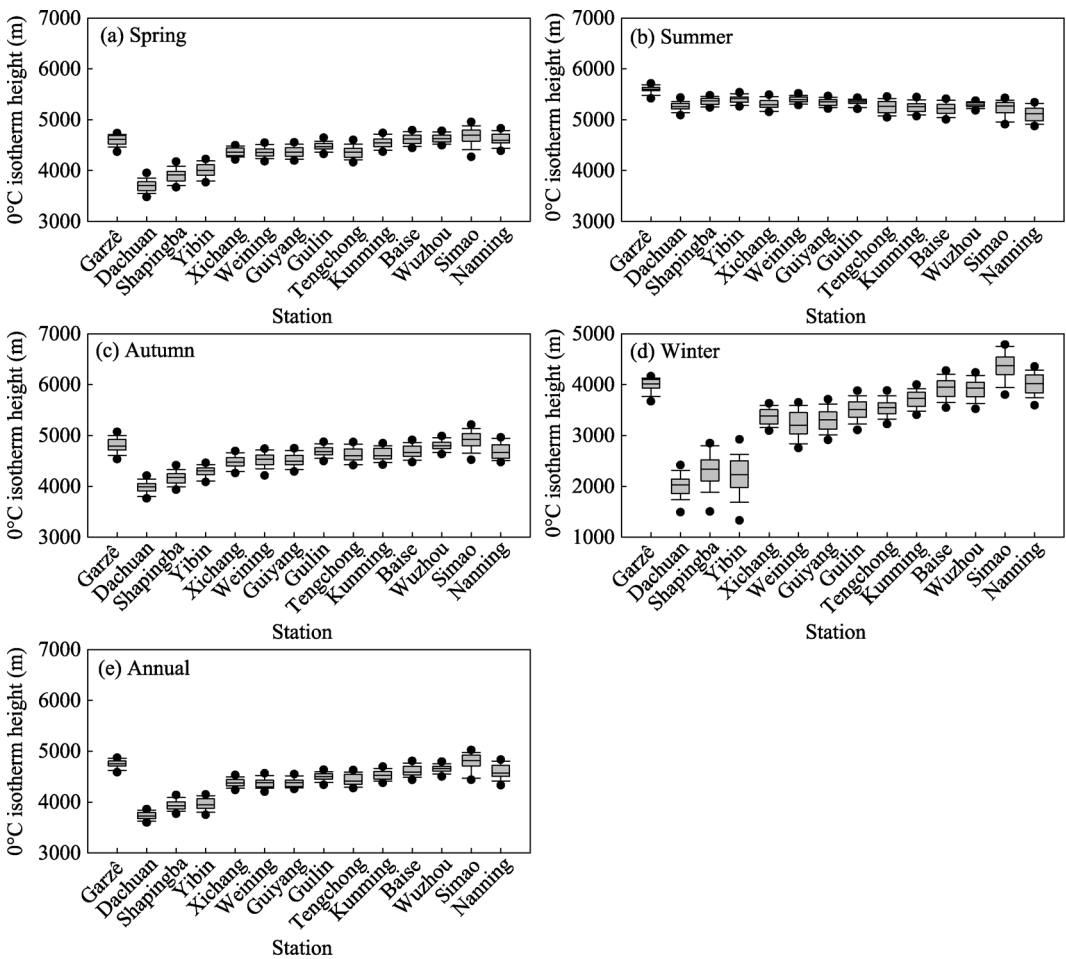 (a) Spring
0°C isotherm height (m)
7000
6000
5000
4000
3000
Garzê
Dachuan
Shapingba
Yibin
Xichang
Weining
Guiyang
Guilin
Tengchong
Kunming
Baise
Wuzhou
Simao
Nanning
Station
(b) Summer
0°C isotherm height (m)
7000
6000
5000
4000
3000
Garzê
Dachuan
Shapingba
Yibin
Xichang
Weining
Guiyang
Guilin
Tengchong
Kunming
Baise
Wuzhou
Simao
Nanning
Station
(c) Autumn
0°C isotherm height (m)
7000
6000
5000
4000
3000
Garzê
Dachuan
Shapingba
Yibin
Xichang
Weining
Guiyang
Guilin
Tengchong
Kunming
Baise
Wuzhou
Simao
Nanning
Station
(d) Winter
0°C isotherm height (m)
5000
4000
3000
2000
1000
Garzê
Dachuan
Shapingba
Yibin
Xichang
Weining
Guiyang
Guilin
Tengchong
Kunming
Baise
Wuzhou
Simao
Nanning
Station
(e) Annual
0°C isotherm height (m)
7000
6000
5000
4000
3000
Garzê
Dachuan
Shapingba
Yibin
Xichang
Weining
Guiyang
Guilin
Tengchong
Kunming
Baise
Wuzhou
Simao
Nanning
Station